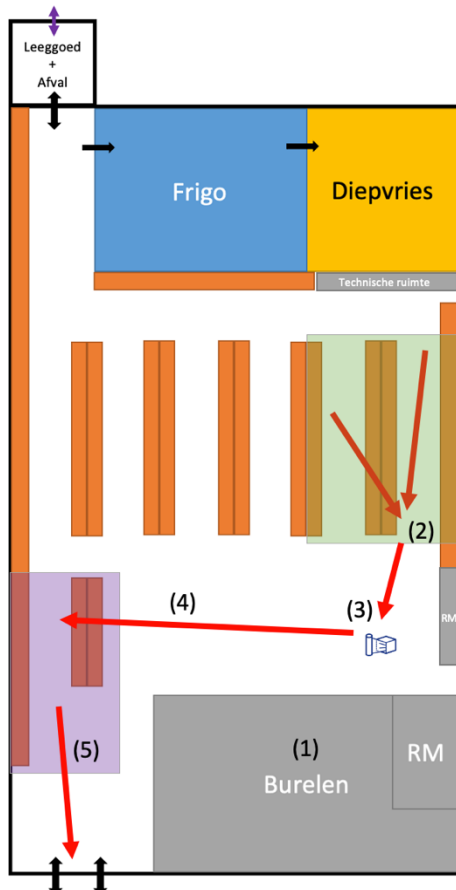 Leeggoed
+
Afval
Frigo
Diepvries
Technische ruimte
(2)
(4)
(3)
RM
(5)
(1)
Burelen
RM